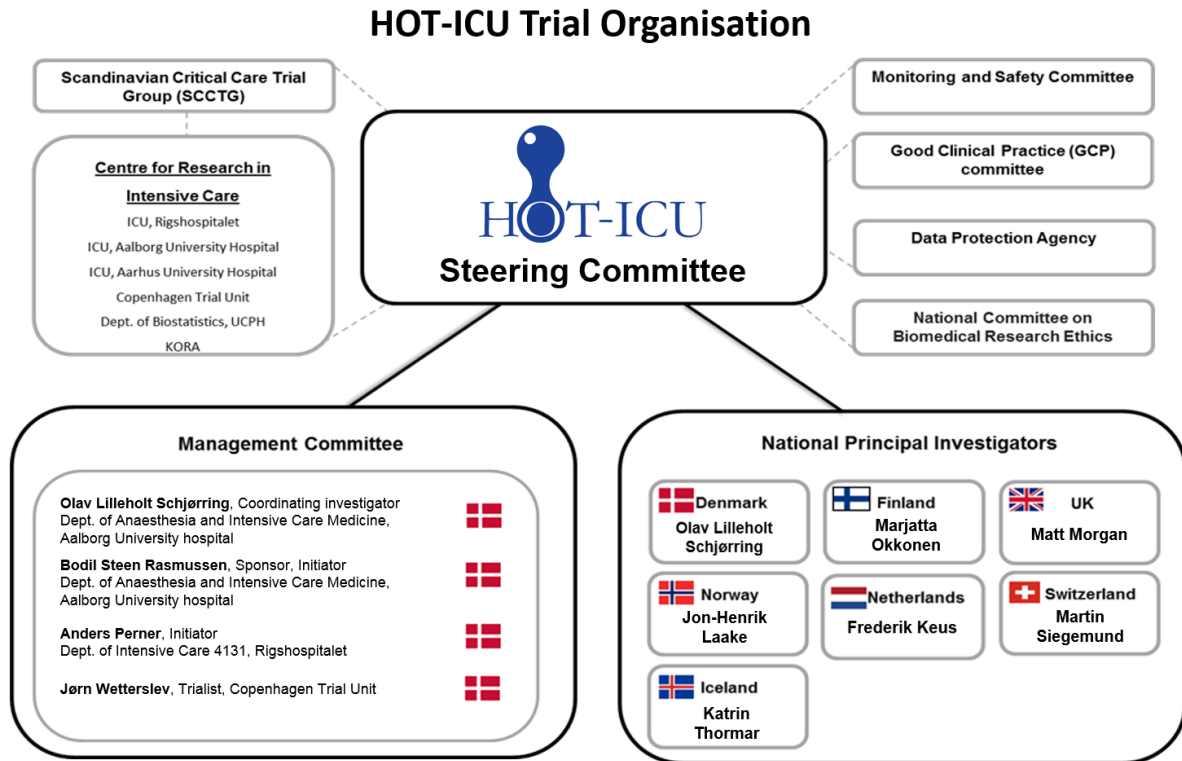 HOT-ICU Trial Organisation
Scandinavian Critical Care Trial
Group (SCCTG)
Centre for Research in
Intensive Care
ICU, Rigshospitalet
ICU, Aalborg University Hospital
ICU, Aarhus University Hospital
Copenhagen Trial Unit
Dept. of Biostatistics, UCPH
KORA
HOT-ICU
Steering Committee
Monitoring and Safety Committee
Good Clinical Practice (GCP)
committee
Data Protection Agency
National Committee on
Biomedical Research Ethics
Management Committee
Olav Lilleholt Schjørring, Coordinating investigator
Dept. of Anaesthesia and Intensive Care Medicine,
Aalborg University hospital
Bodil Steen Rasmussen, Sponsor, Initiator
Dept. of Anaesthesia and Intensive Care Medicine,
Aalborg University hospital
Anders Perner, Initiator
Dept. of Intensive Care 4131, Rigshospitalet
Jørn Wetterslev, Trialist, Copenhagen Trial Unit
National Principal Investigators
Denmark
Olav Lilleholt
Schjørring
Finland
Marjatta
Okkonen
UK
Matt Morgan
Norway
Jon-Henrik
Laake
Netherlands
Frederik Keus
Switzerland
Martin
Siegemund
Iceland
Katrin
Thormar